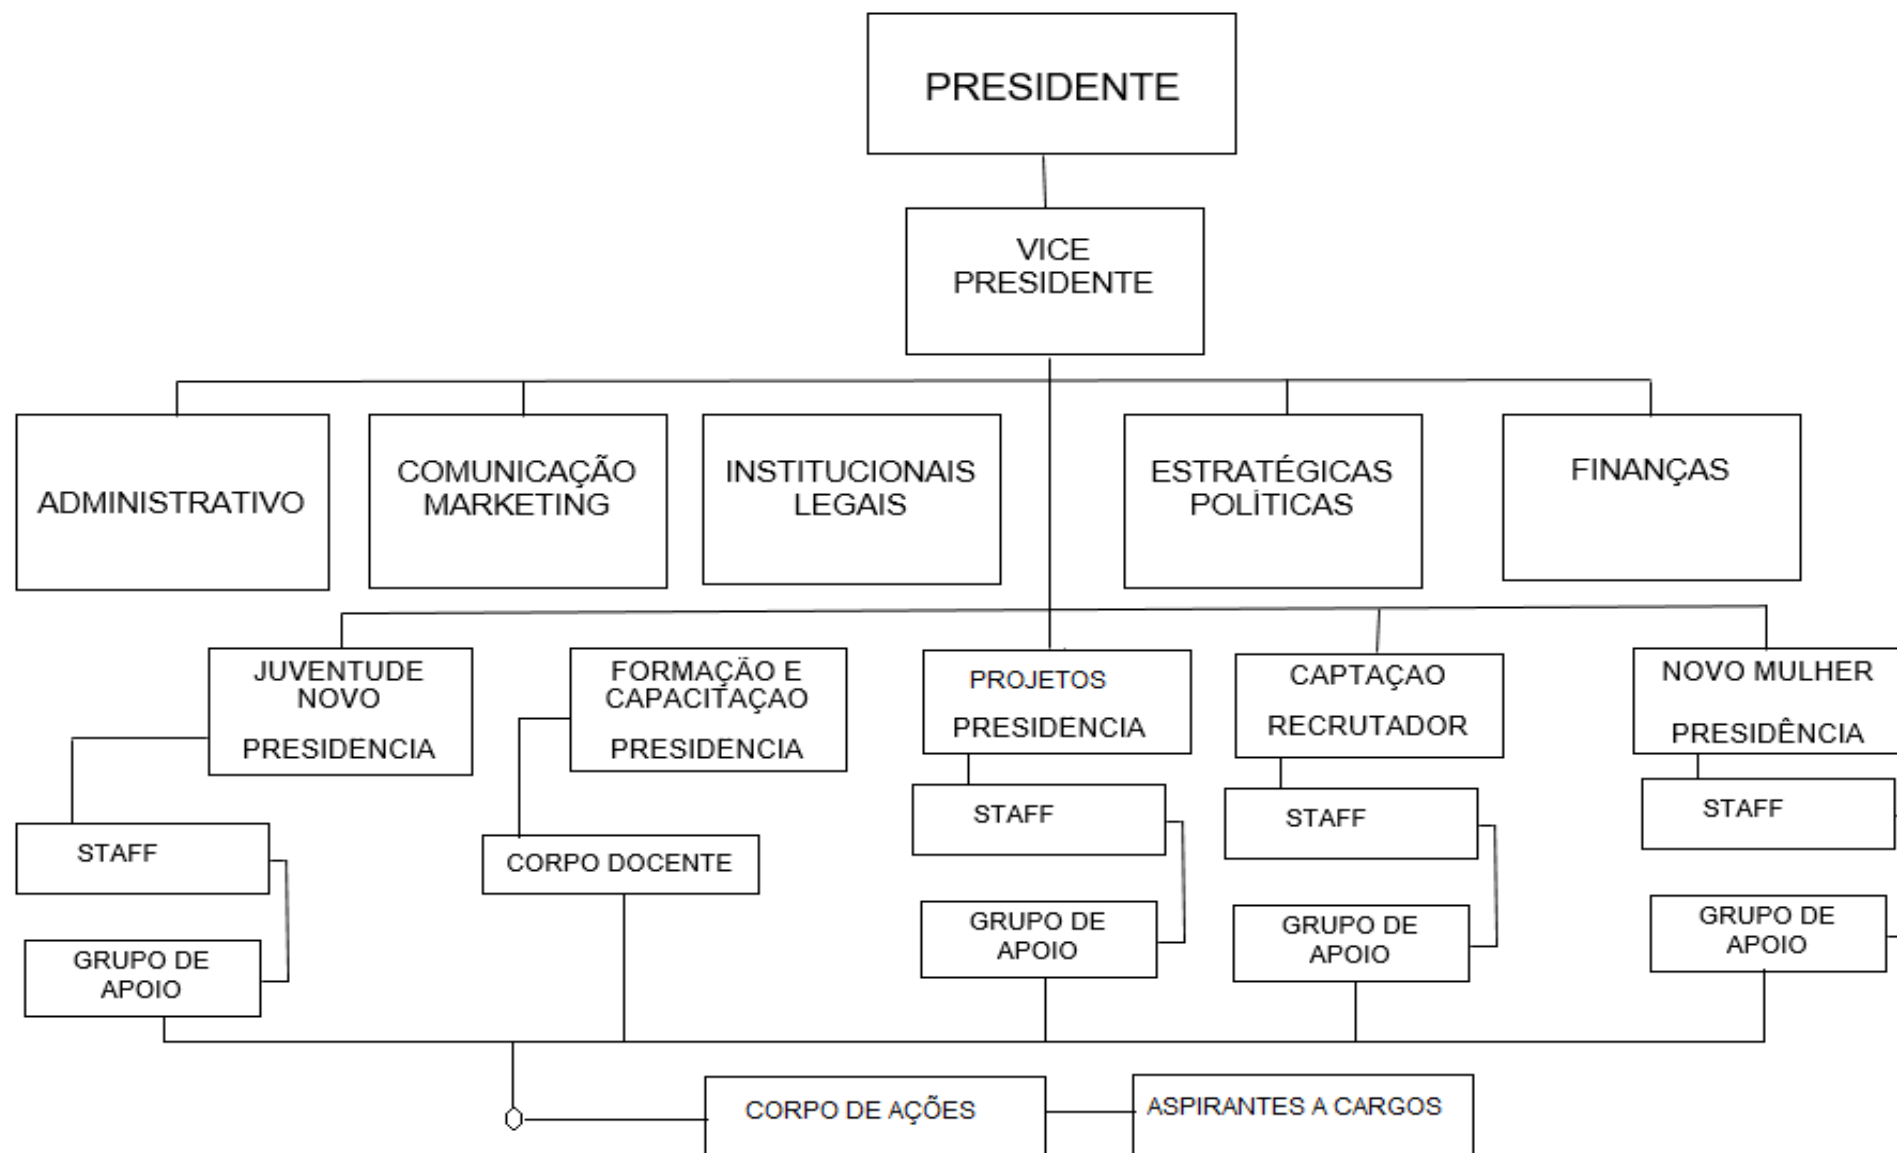 PRESIDENTE
VICE
PRESIDENTE
ADMINISTRATIVO
COMUNICAÇÃO
MARKETING
INSTITUCIONAIS
LEGAIS
ESTRATÉGICAS
POLÍTICAS
FINANÇAS
JUVENTUDE
NOVO
PRESIDENCIA
FORMAÇÃO E
CAPACITAÇAO
PRESIDENCIA
PROJETOS
PRESIDENCIA
CAPTAÇAO
RECRUTADOR
NOVO MULHER
PRESIDÊNCIA
STAFF
CORPO DOCENTE
STAFF
STAFF
STAFF
GRUPO DE
APOIO
GRUPO DE
APOIO
GRUPO DE
APOIO
GRUPO DE
APOIO
CORPO DE AÇÕES
ASPIRANTES A CARGOS